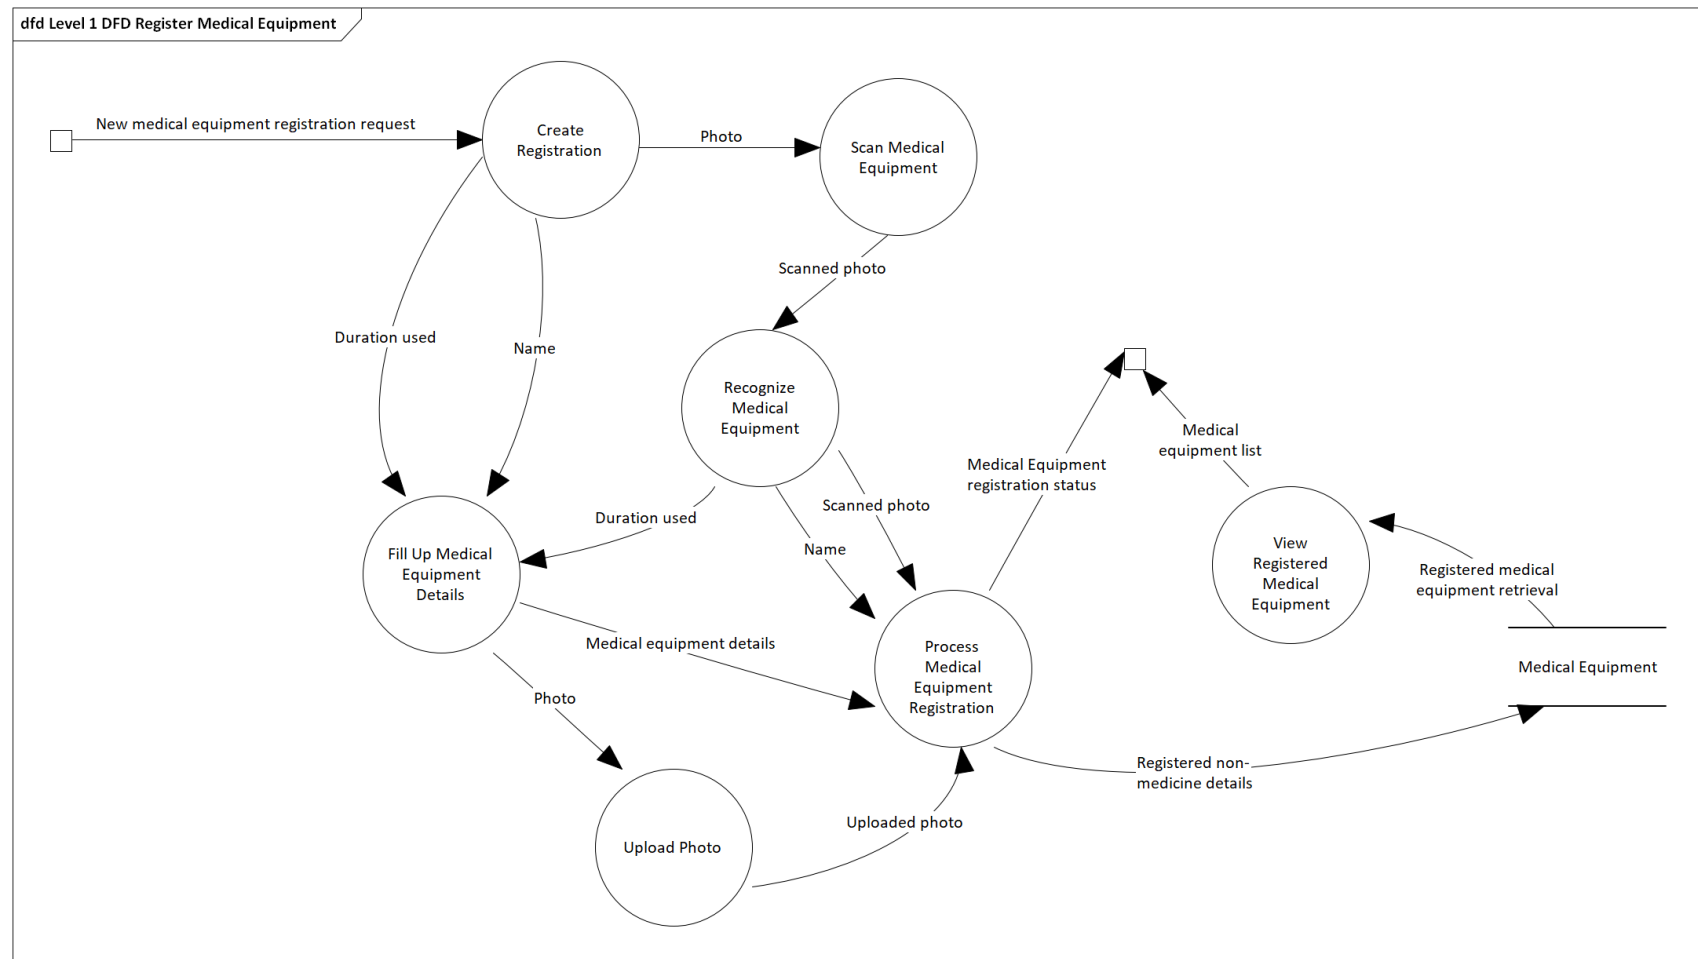 dfd Level 1 DFD Register Medical Equipment
New medical equipment registration request
Create
Registration
Photo
Scan Medical
Equipment
Scanned photo
Duration used
Name
Recognize
Medical
Equipment
Medical
equipment list
Medical Equipment
registration status
Scanned photo
Duration used
Name
Fill Up Medical
Equipment
Details
View
Registered
Medical
Equipment
Registered medical
equipment retrieval
Medical equipment details
Process
Medical
Equipment
Registration
Medical Equipment
Photo
Registered non-
medicine details
Uploaded photo
Upload Photo